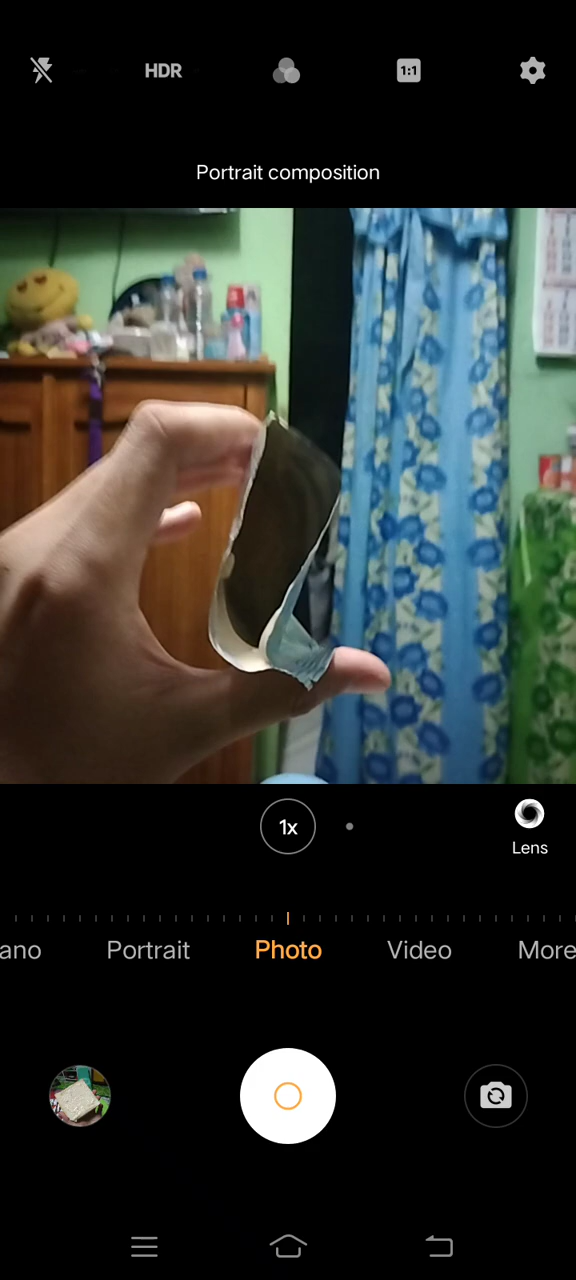 HDR
1:1
Portrait composition
1x
Lens
ano
Portrait
Photo
Video
More